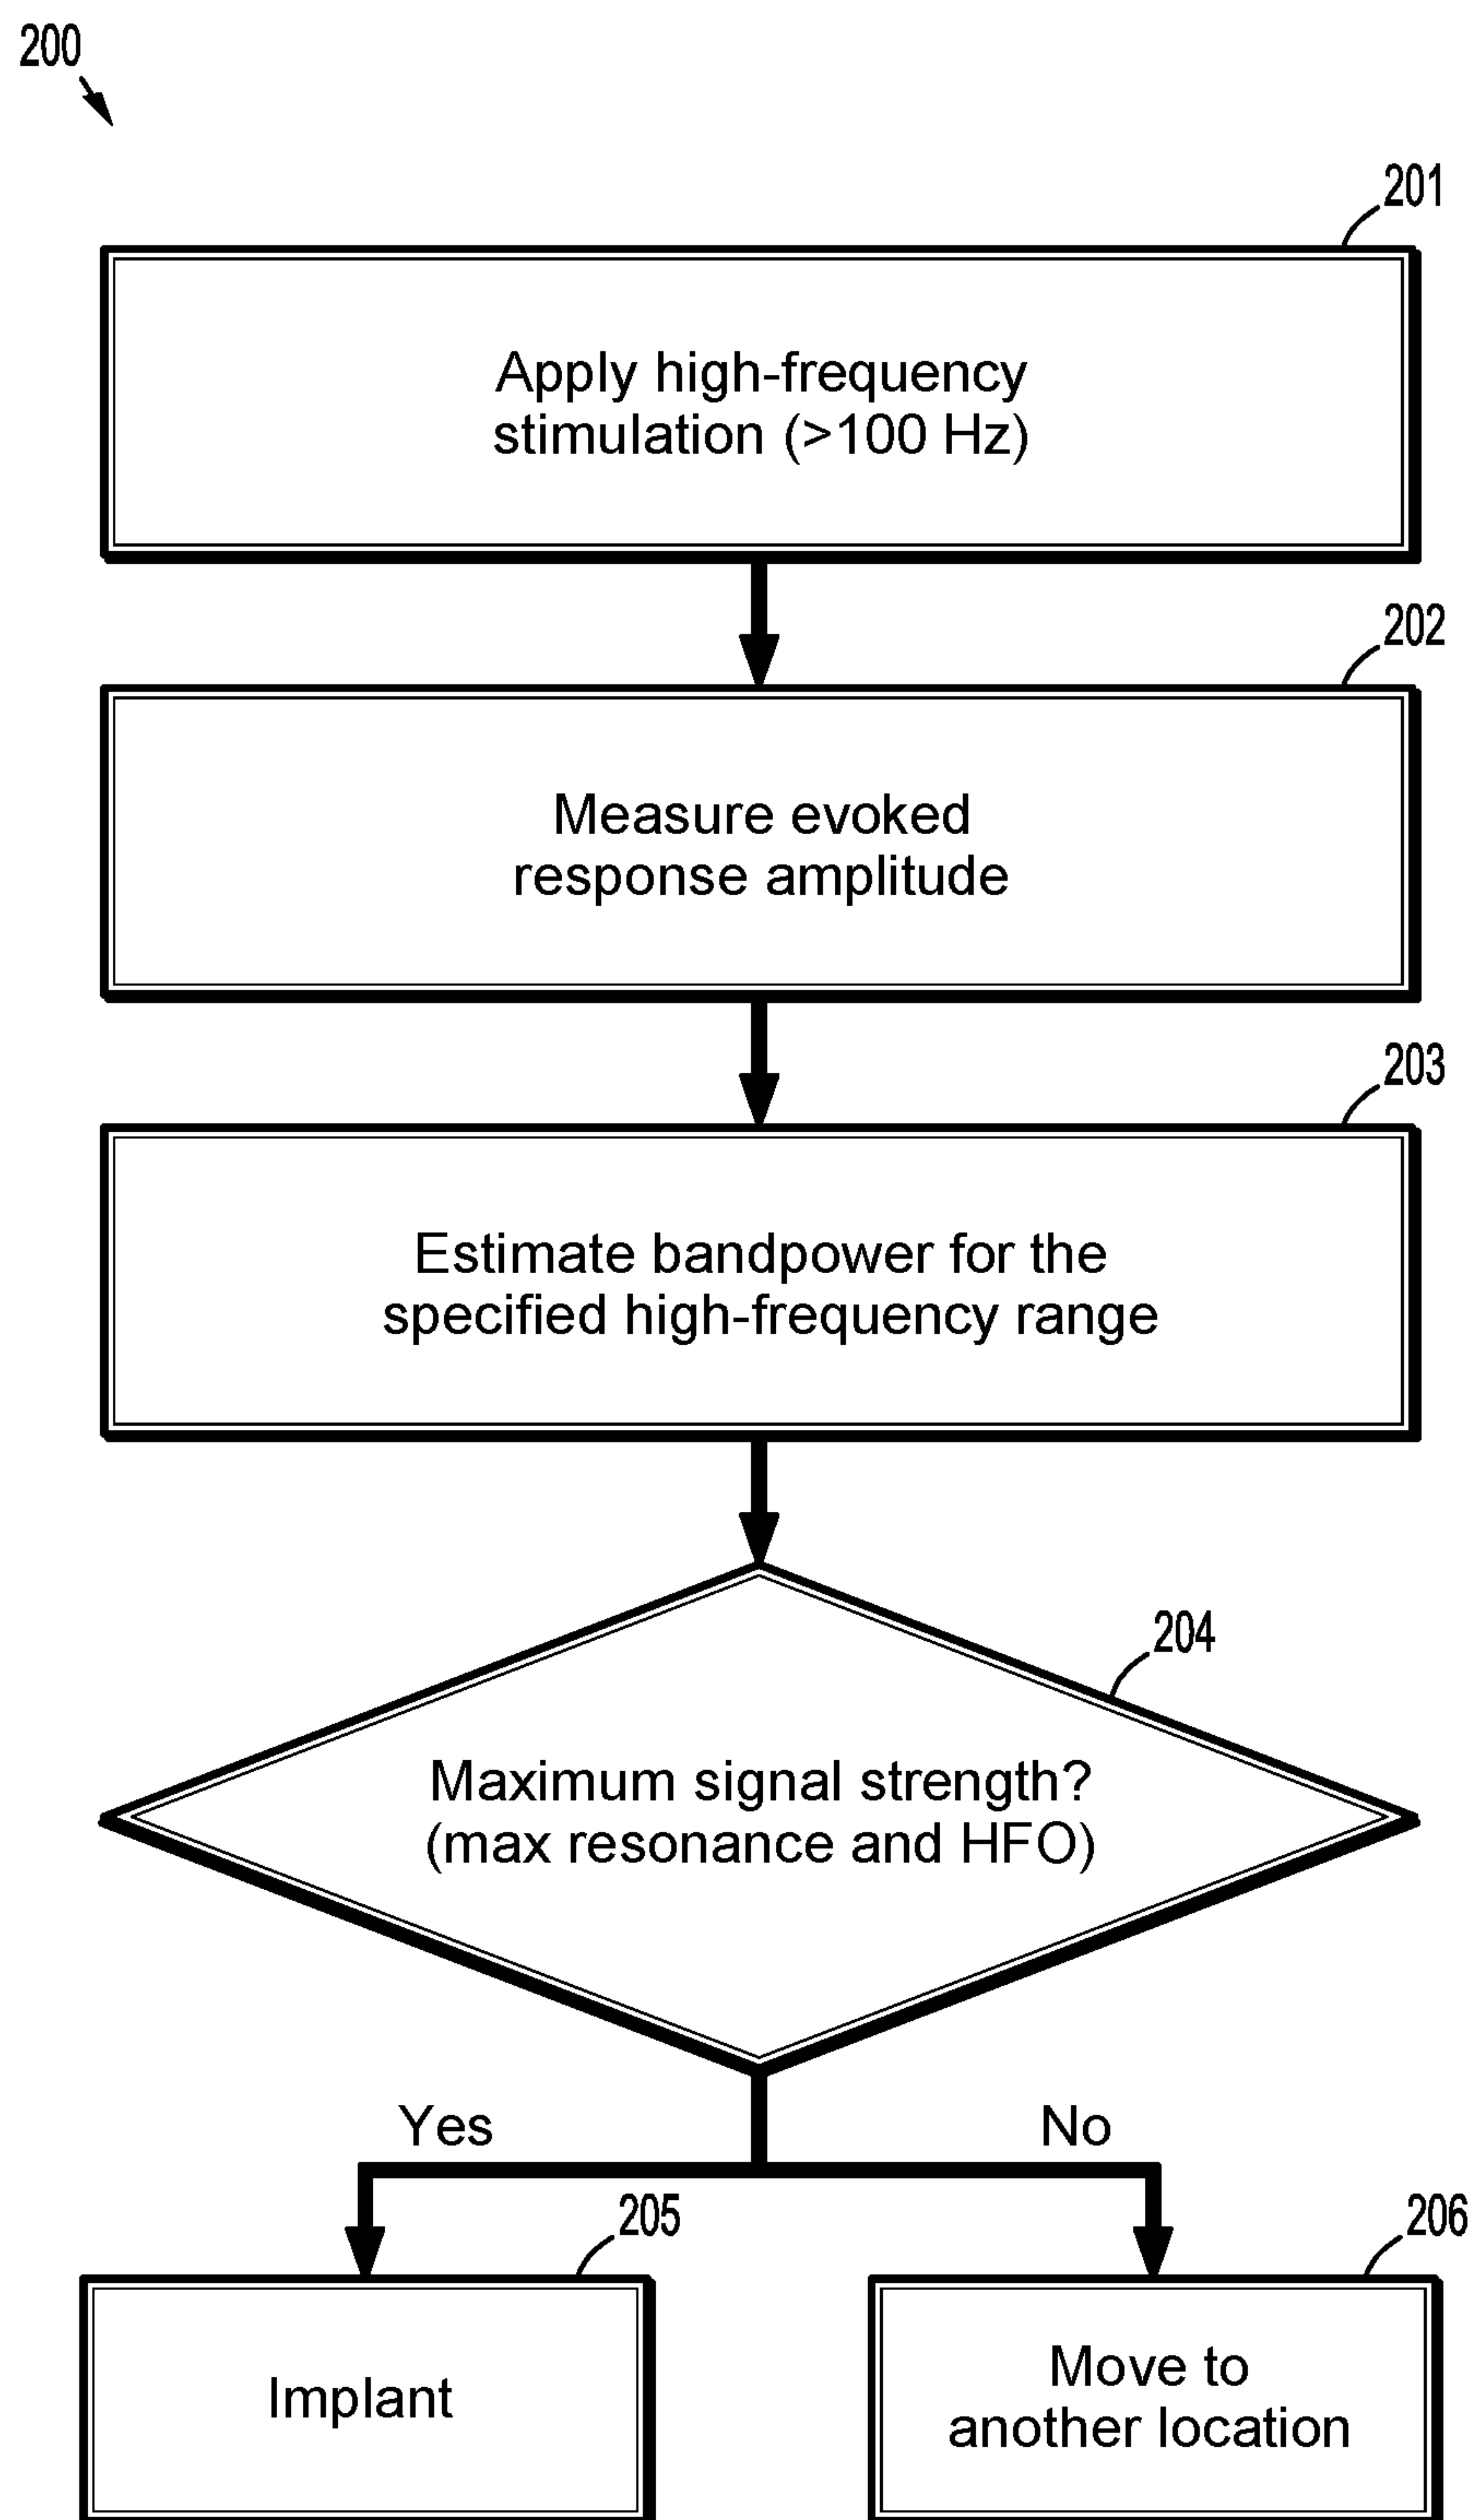 200
201
Apply high-frequency
stimulation (>100 Hz)
202
Measure evoked
response amplitude
203
Estimate bandpower for the
specified high-frequency range
204
Maximum signal strength?
(max resonance and HFO)
Yes
No
205
206
Implant
Move to
another location